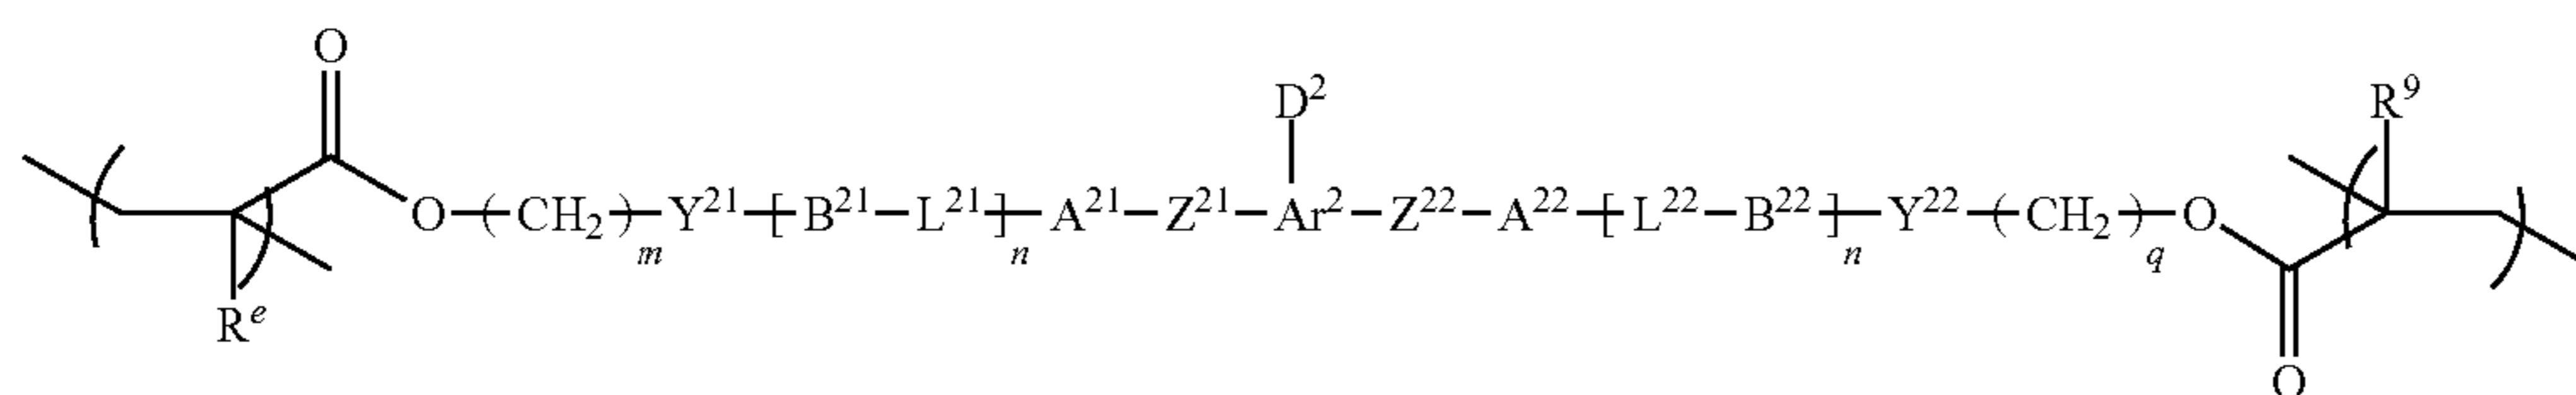 O
D²
R⁹
O–(CH₂)m–Y²¹–[B²¹–L²¹]n–A²¹–Z²¹–Ar²–Z²²–A²²–[L²²–B²²]n–Y²²–(CH₂)q–O
Rᵉ
O